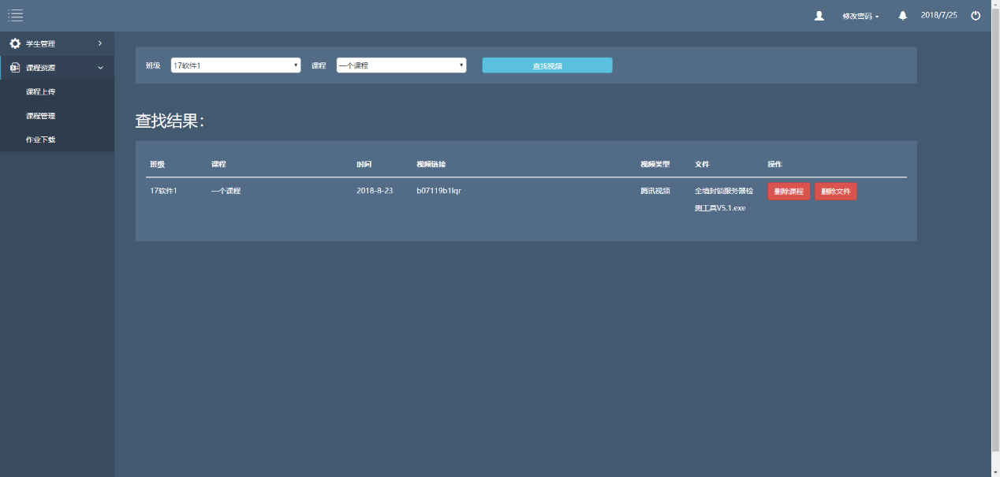 修改密码
2018/7/25
学生管理
课程资源
课程上传
课程管理
作业下载
班级 17软件1 课程 一个课程 查找视频
查找结果：
班级 课程 时间 视频链接 视频类型 文件 操作
17软件1 一个课程 2018-8-23 b07119b1lqr 腾讯视频 全墙封锁服务器检 删除课程 删除文件
测工具V5.1.exe